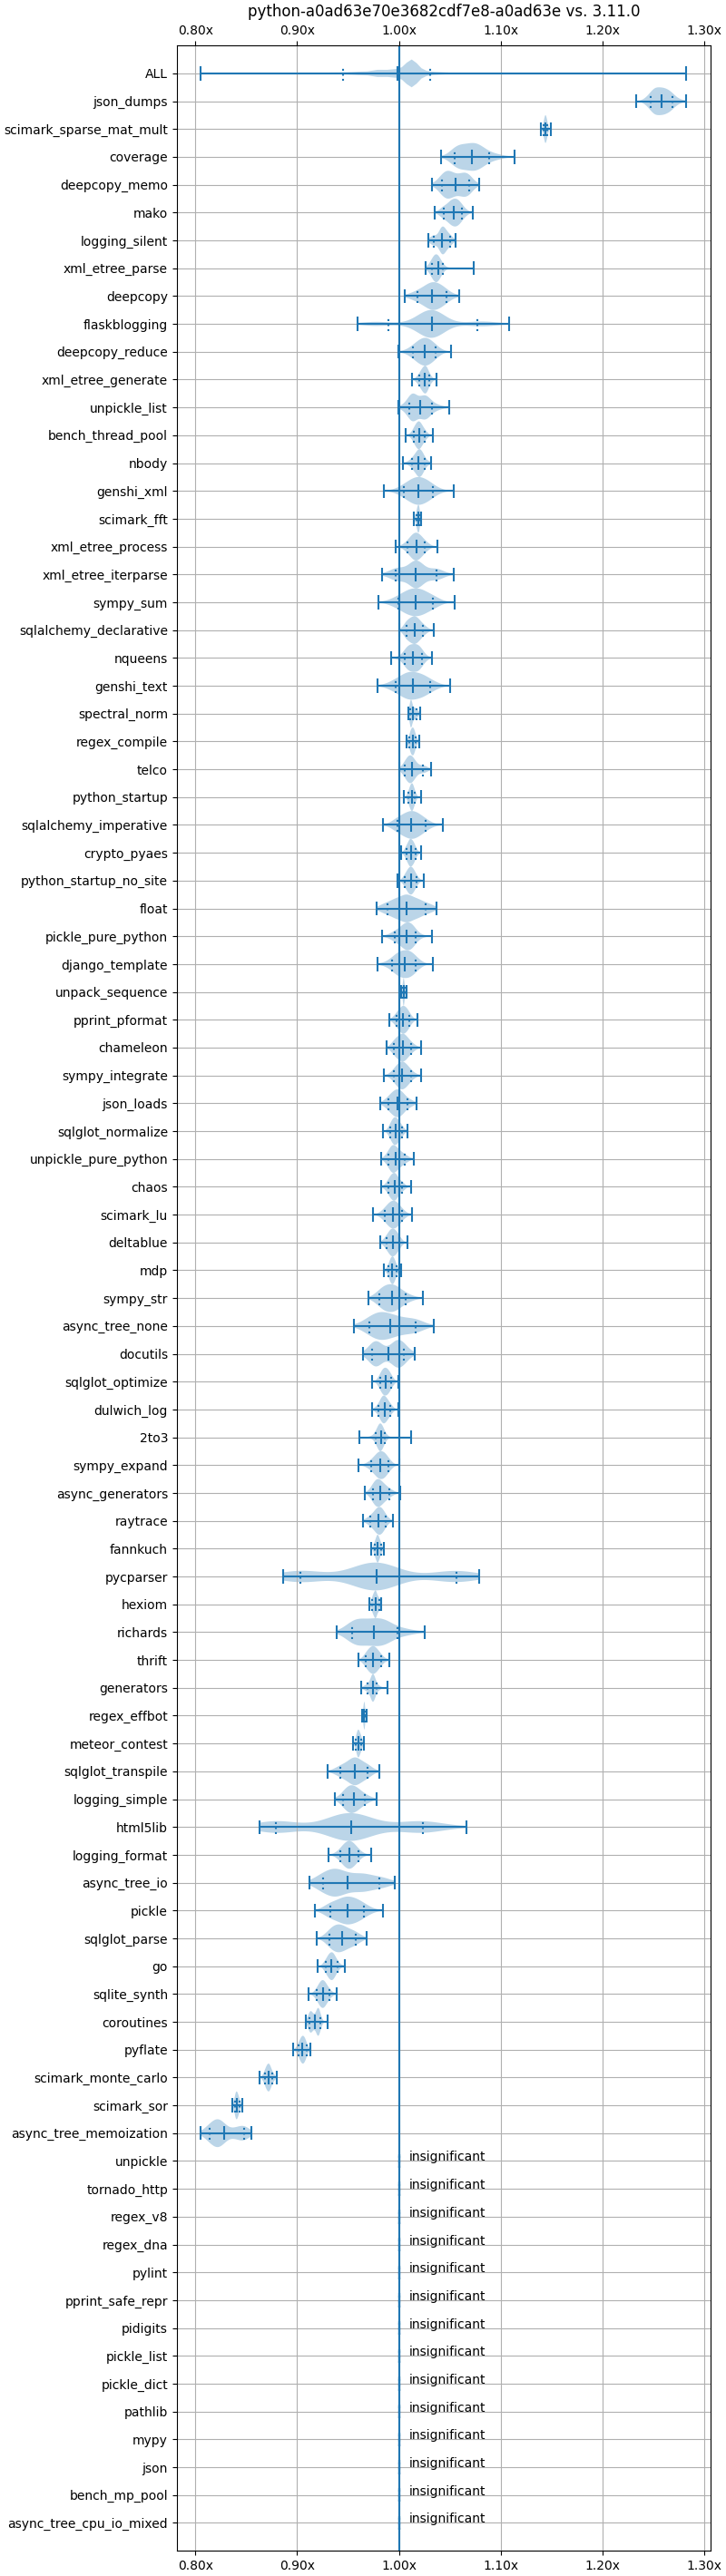 python-a0ad63e70e3682cdf7e8-a0ad63e vs. 3.11.0
0.80x 0.90x 1.00x 1.10x 1.20x 1.30x
ALL
json_dumps
scimark_sparse_mat_mult
coverage
deepcopy_memo
mako
logging_silent
xml_etree_parse
deepcopy
flaskblogging
deepcopy_reduce
xml_etree_generate
unpickle_list
bench_thread_pool
nbody
genshi_xml
scimark_fft
xml_etree_process
xml_etree_iterparse
sympy_sum
sqlalchemy_declarative
nqueens
genshi_text
spectral_norm
regex_compile
telco
python_startup
sqlalchemy_imperative
crypto_pyaes
python_startup_no_site
float
pickle_pure_python
django_template
unpack_sequence
pprint_pformat
chameleon
sympy_integrate
json_loads
sqlglot_normalize
unpickle_pure_python
chaos
scimark_lu
deltablue
mdp
sympy_str
async_tree_none
docutils
sqlglot_optimize
dulwich_log
2to3
sympy_expand
async_generators
raytrace
fannkuch
pycparser
hexiom
richards
thrift
generators
regex_effbot
meteor_contest
sqlglot_transpile
logging_simple
html5lib
logging_format
async_tree_io
pickle
sqlglot_parse
go
sqlite_synth
coroutines
pyflate
scimark_monte_carlo
scimark_sor
async_tree_memoization
unpickle insignificant
tornado_http insignificant
regex_v8 insignificant
regex_dna insignificant
pylint insignificant
pprint_safe_repr insignificant
pidigits insignificant
pickle_list insignificant
pickle_dict insignificant
pathlib insignificant
mypy insignificant
json insignificant
bench_mp_pool insignificant
async_tree_cpu_io_mixed insignificant
0.80x 0.90x 1.00x 1.10x 1.20x 1.30x